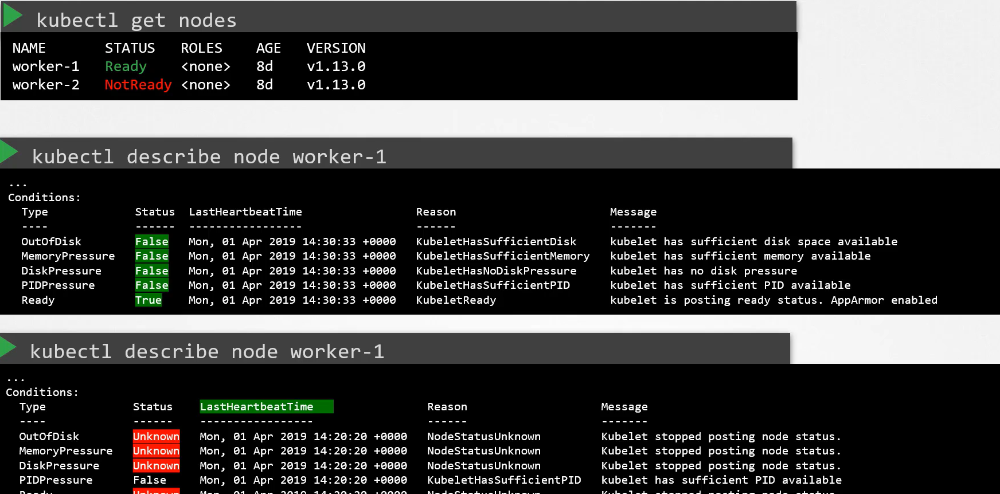 kubectl get nodes
NAME STATUS ROLES AGE VERSION
worker-1 Ready <none> 8d v1.13.0
worker-2 NotReady <none> 8d v1.13.0
kubectl describe node worker-1
...
Conditions:
Type Status LastHeartbeatTime Reason Message
---- ------ ----------------- ------ -------
OutOfDisk False Mon, 01 Apr 2019 14:30:33 +0000 KubeletHasSufficientDisk kubelet has sufficient disk space available
MemoryPressure False Mon, 01 Apr 2019 14:30:33 +0000 KubeletHasSufficientMemory kubelet has sufficient memory available
DiskPressure False Mon, 01 Apr 2019 14:30:33 +0000 KubeletHasNoDiskPressure kubelet has no disk pressure
PIDPressure False Mon, 01 Apr 2019 14:30:33 +0000 KubeletHasSufficientPID kubelet has sufficient PID available
Ready True Mon, 01 Apr 2019 14:30:33 +0000 KubeletReady kubelet is posting ready status. AppArmor enabled
kubectl describe node worker-1
...
Conditions:
Type Status LastHeartbeatTime Reason Message
---- ------ ----------------- ------ -------
OutOfDisk Unknown Mon, 01 Apr 2019 14:20:20 +0000 NodeStatusUnknown Kubelet stopped posting node status.
MemoryPressure Unknown Mon, 01 Apr 2019 14:20:20 +0000 NodeStatusUnknown Kubelet stopped posting node status.
DiskPressure Unknown Mon, 01 Apr 2019 14:20:20 +0000 NodeStatusUnknown Kubelet stopped posting node status.
PIDPressure False Mon, 01 Apr 2019 14:20:20 +0000 KubeletHasSufficientPID kubelet has sufficient PID available